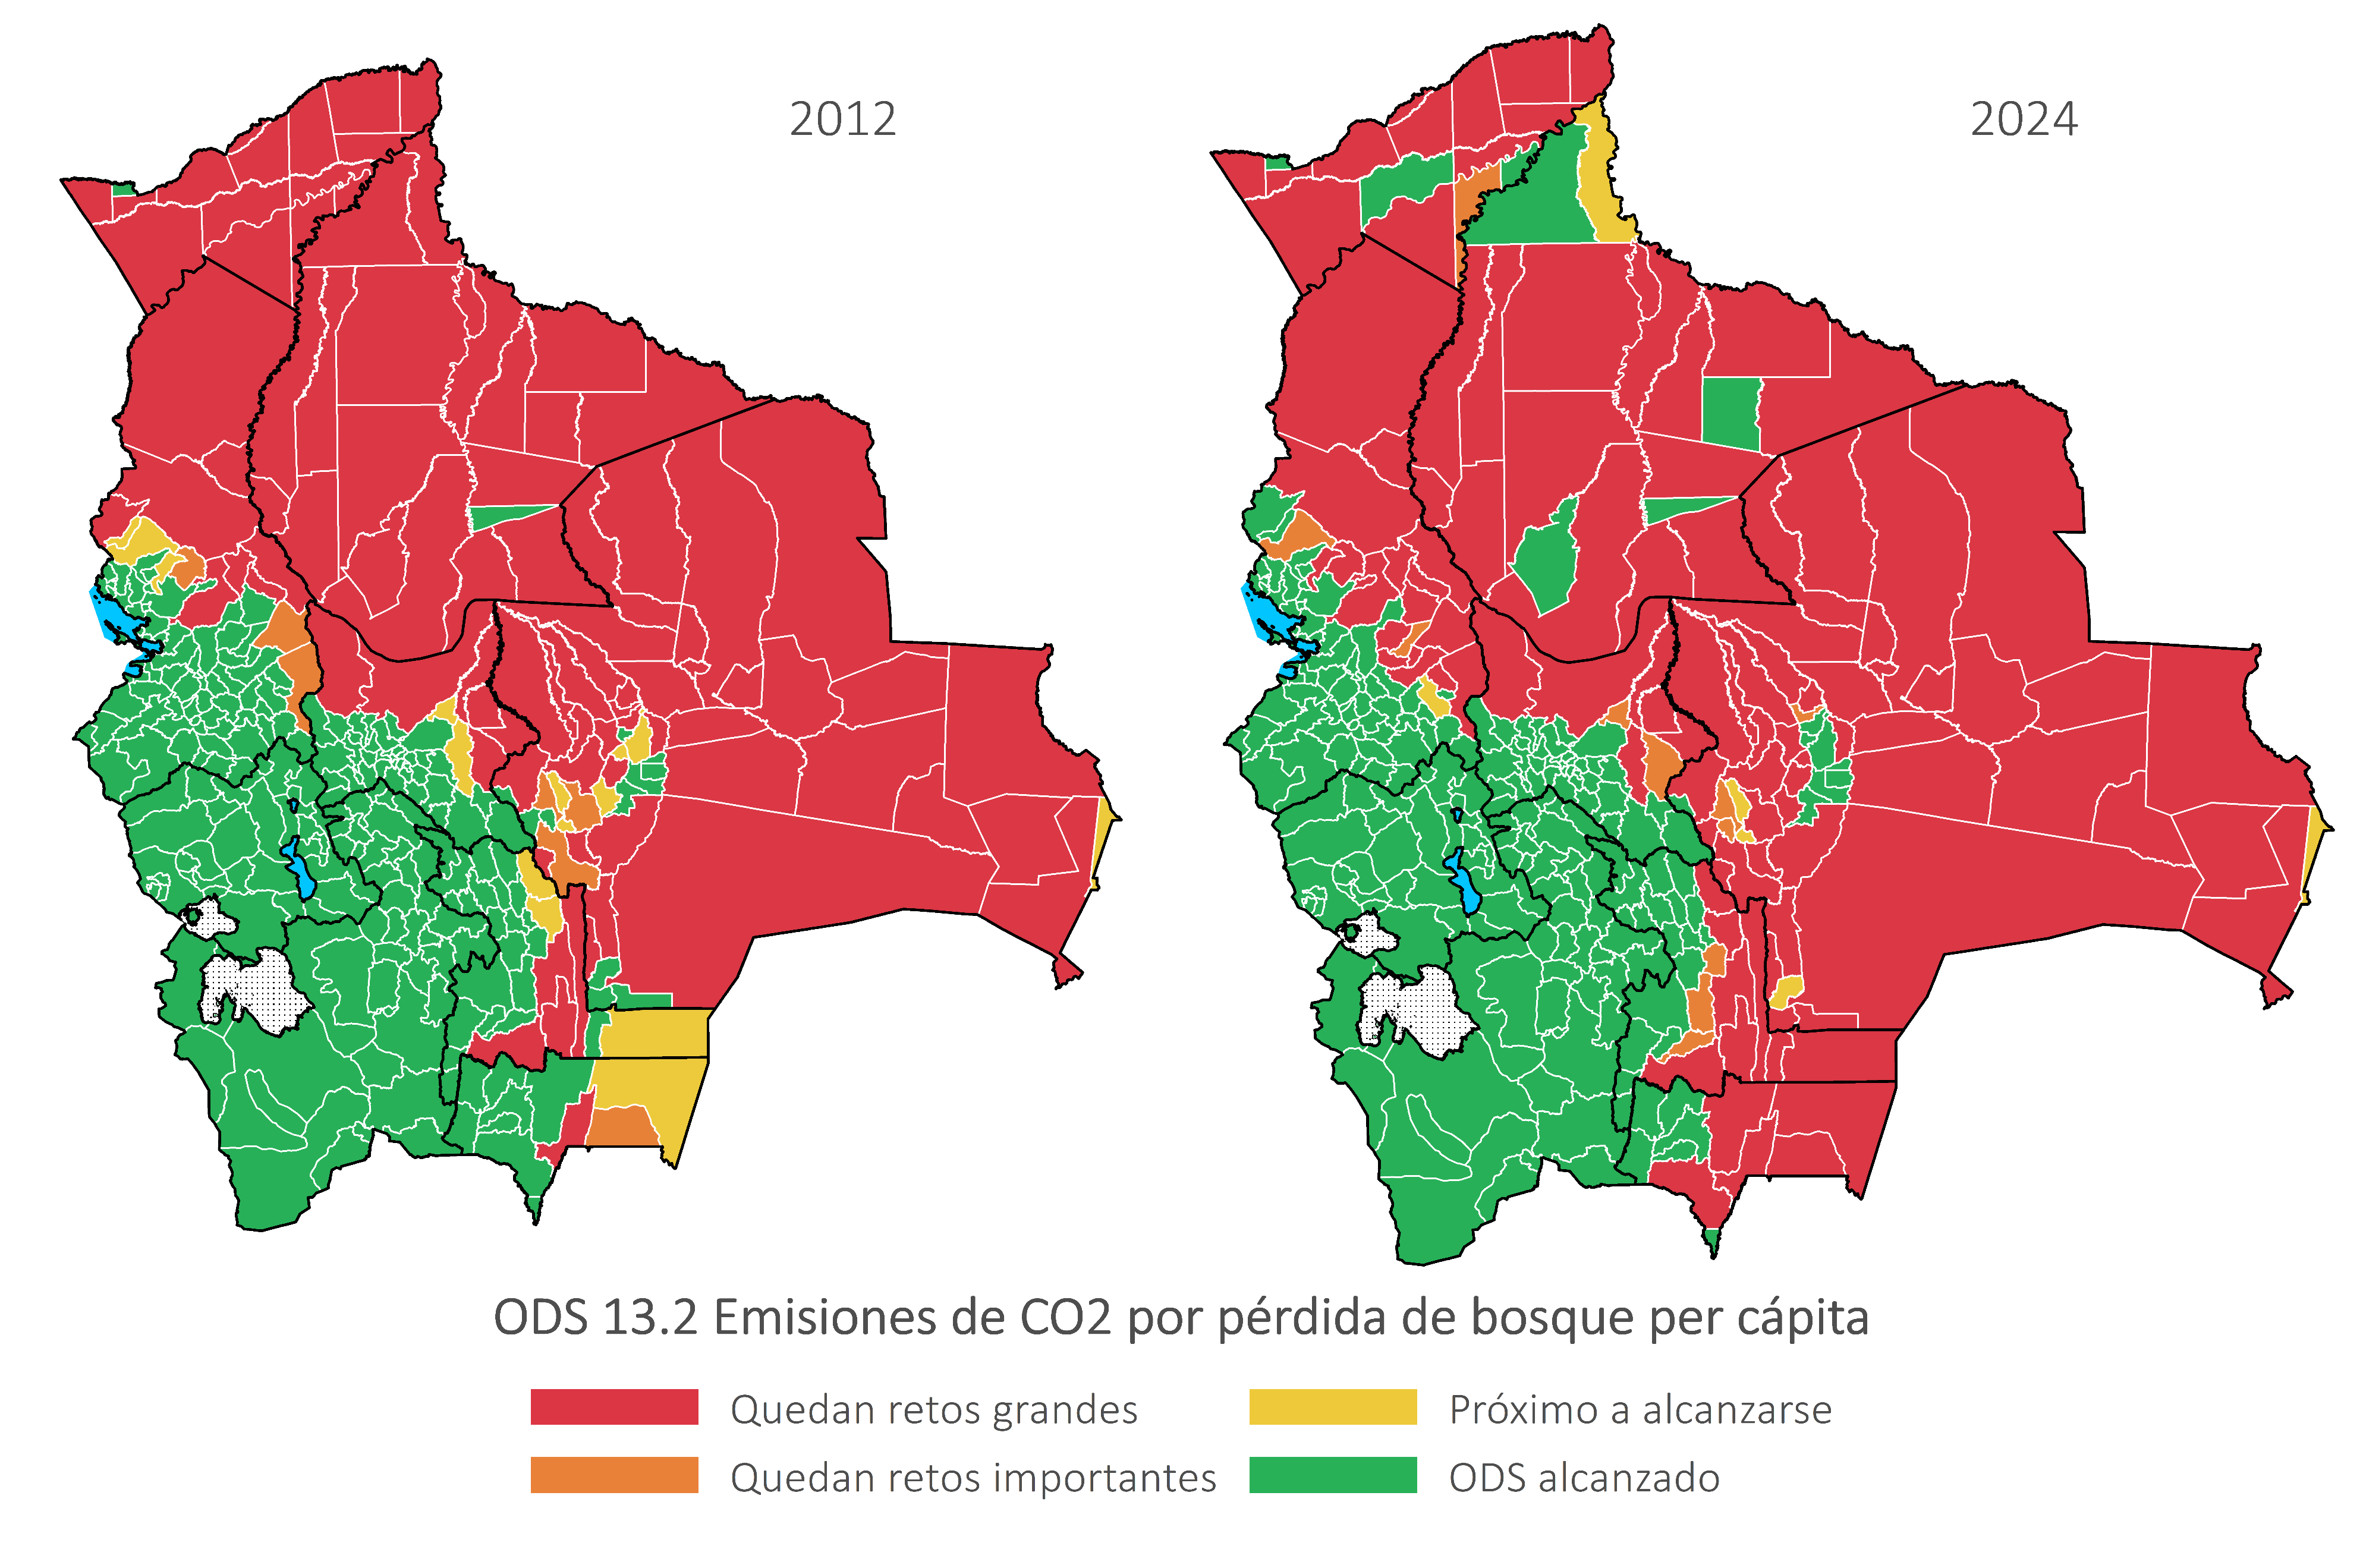 2012
2024
ODS 13.2 Emisiones de CO2 por pérdida de bosque per cápita
Quedan retos grandes
Próximo a alcanzarse
Quedan retos importantes
ODS alcanzado